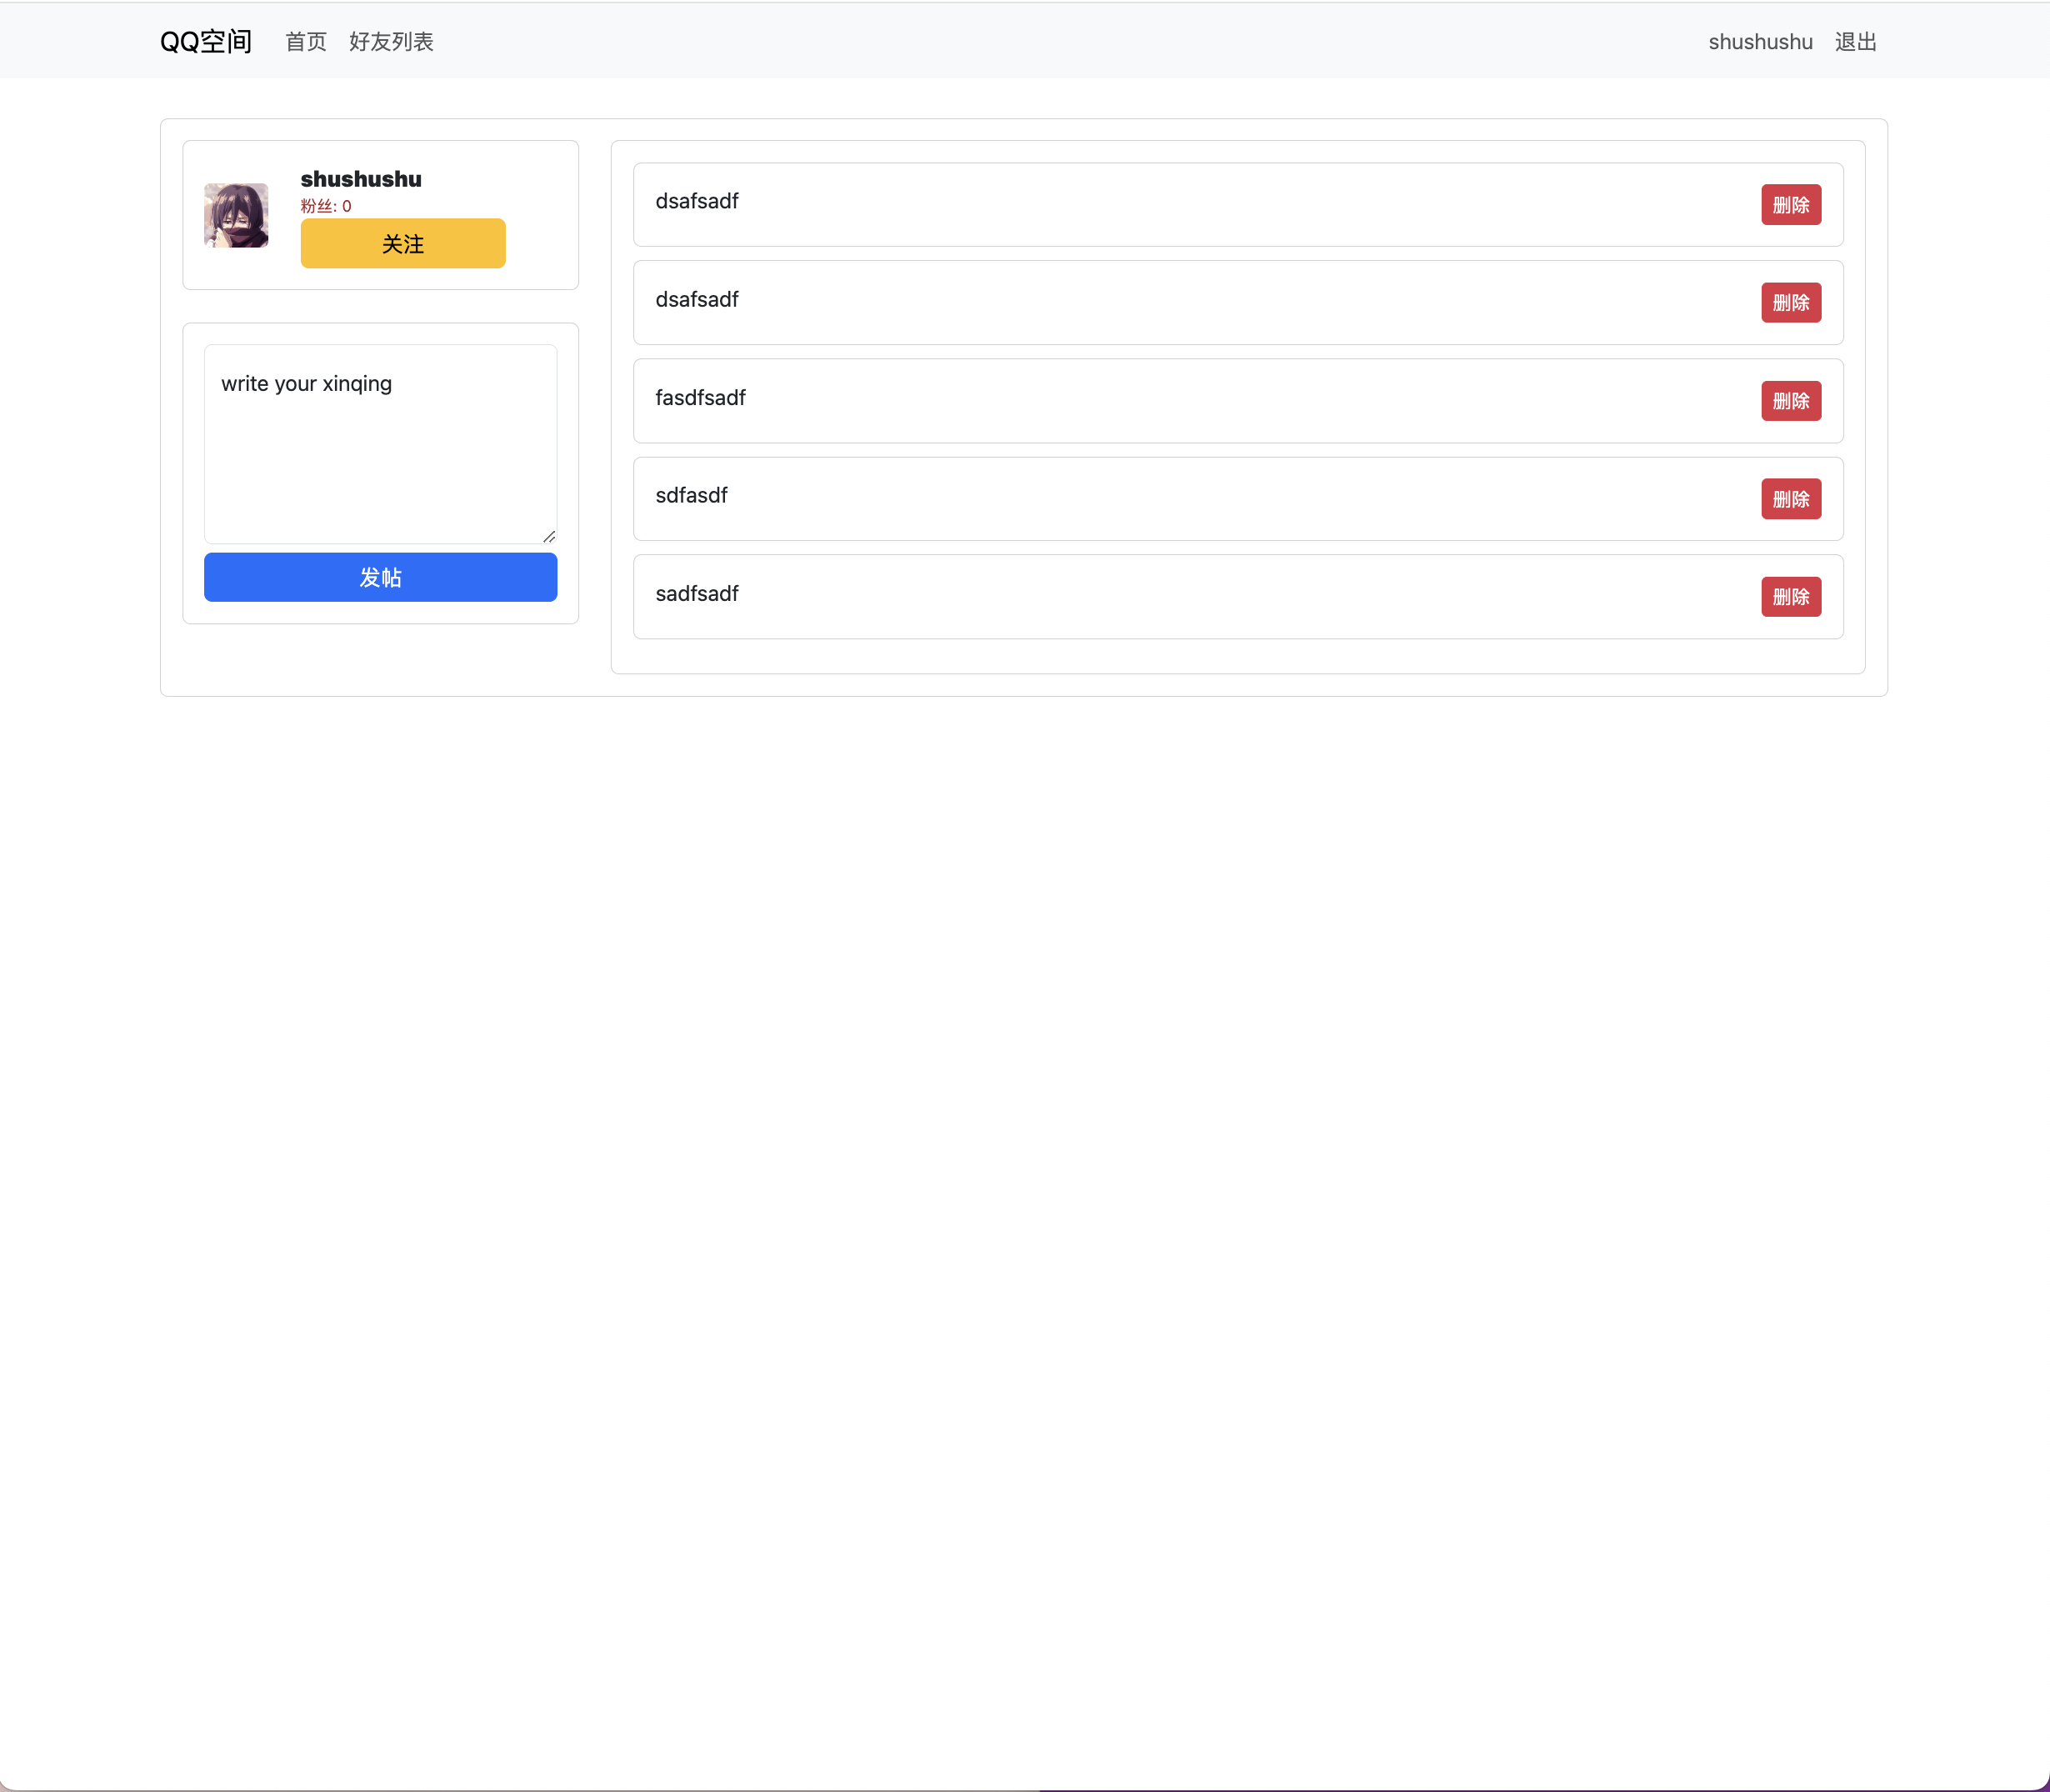 QQ空间 首页 好友列表 shushushu 退出
shushushu
粉丝: 0
关注
write your xinqing
发帖
dsafsadf 删除
dsafsadf 删除
fasdfsadf 删除
sdfasdf 删除
sadfsadf 删除